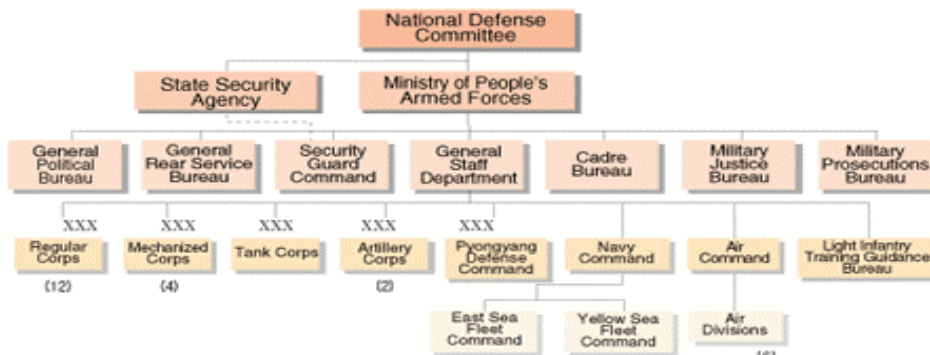 National Defense
Committee
State Security
Agency
Ministry of People's
Armed Forces
General
Political
Bureau
General
Rear Service
Bureau
Security
Guard
Command
General
Staff
Department
Cadre
Bureau
Military
Justice
Bureau
Military
Prosecutions
Bureau
XXX
XXX
XXX
XXX
XXX
Regular
Corps
Mechanized
Corps
Tank Corps
Artillery
Corps
Pyongyang
Defense
Command
Navy
Command
Air
Command
Light Infantry
Training Guidance
Bureau
(12)
(4)
(2)
East Sea
Fleet
Command
Yellow Sea
Fleet
Command
Air
Divisions